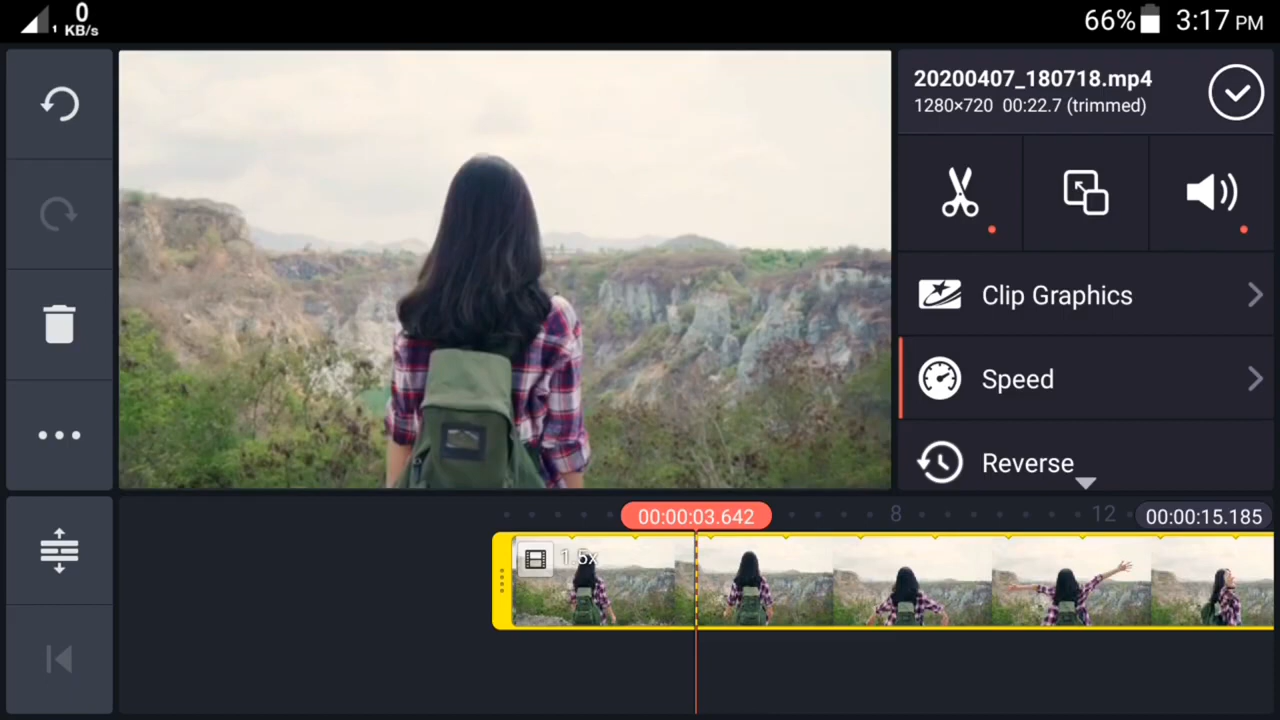 1 0 KB/s
66% 3:17 PM
20200407_180718.mp4
1280×720 00:22.7 (trimmed)
Clip Graphics
Speed
Reverse
00:00:03.642 8 12 00:00:15.185
1.5x